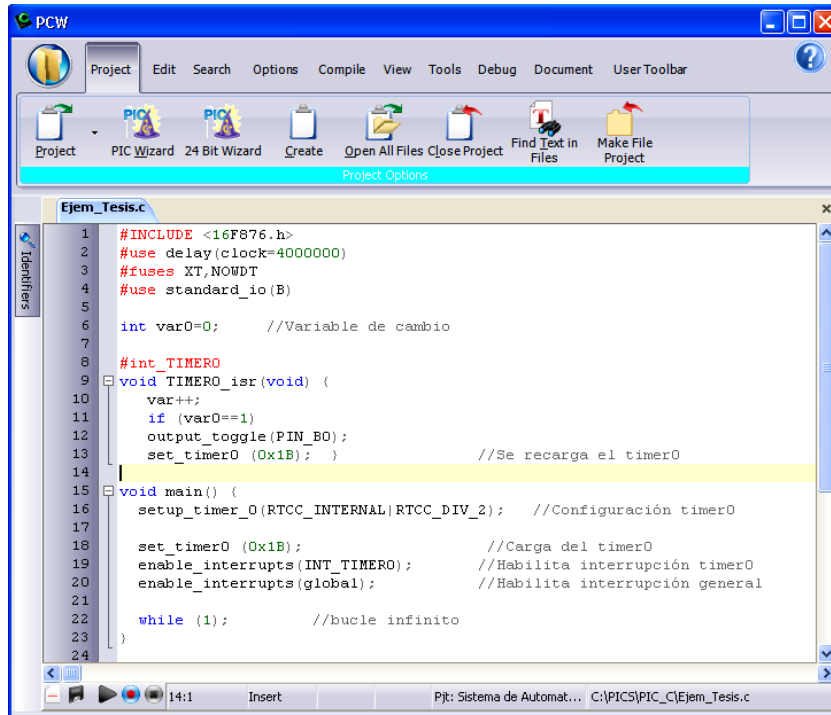 PCW
Project Edit Search Options Compile View Tools Debug Document UserToolbar
Project PIC Wizard 24 Bit Wizard Create Open All Files Close Project Find Text in Files Make File Project
Project Options
Ejem_Tesis.c
Identifiers
1 #INCLUDE <16F876.h>
2 #use delay(clock=4000000)
3 #fuses XT,NOWDT
4 #use standard_io(B)
5
6 int var0=0; //Variable de cambio
7
8 #int_TIMER0
9 void TIMER0_isr(void) {
10 var++;
11 if (var0==1)
12 output_toggle(PIN_B0);
13 set_timer0 (0x1B); } //Se recarga el timer0
14
15 void main() {
16 setup_timer_0(RTCC_INTERNAL|RTCC_DIV_2); //Configuración timer0
17
18 set_timer0 (0x1B); //Carga del timer0
19 enable_interrupts(INT_TIMER0); //Habilita interrupción timer0
20 enable_interrupts(global); //Habilita interrupción general
21
22 while (1); //bucle infinito
23 }
24
14:1 Insert Pjt: Sistema de Automat... C:\PICS\PIC_C\Ejem_Tesis.c